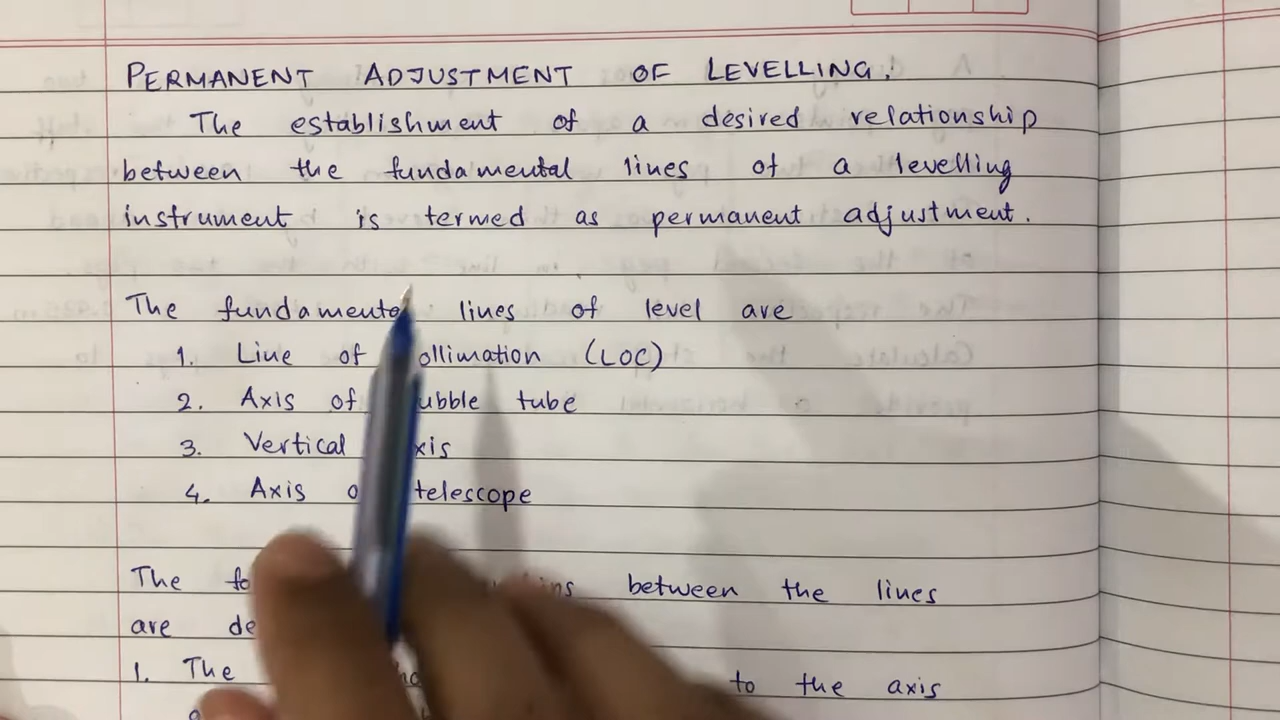 PERMANENT ADJUSTMENT OF LEVELLING.
The establishment of a desired relationship
between the fundamental lines of a levelling
instrument is termed as permanent adjustment.
The fundamental lines of level are
1. Line of ollimation (LOC)
2. Axis of ubble tube
3. Vertical xis
4. Axis telescope
The between the lines
are
1. The to the axis